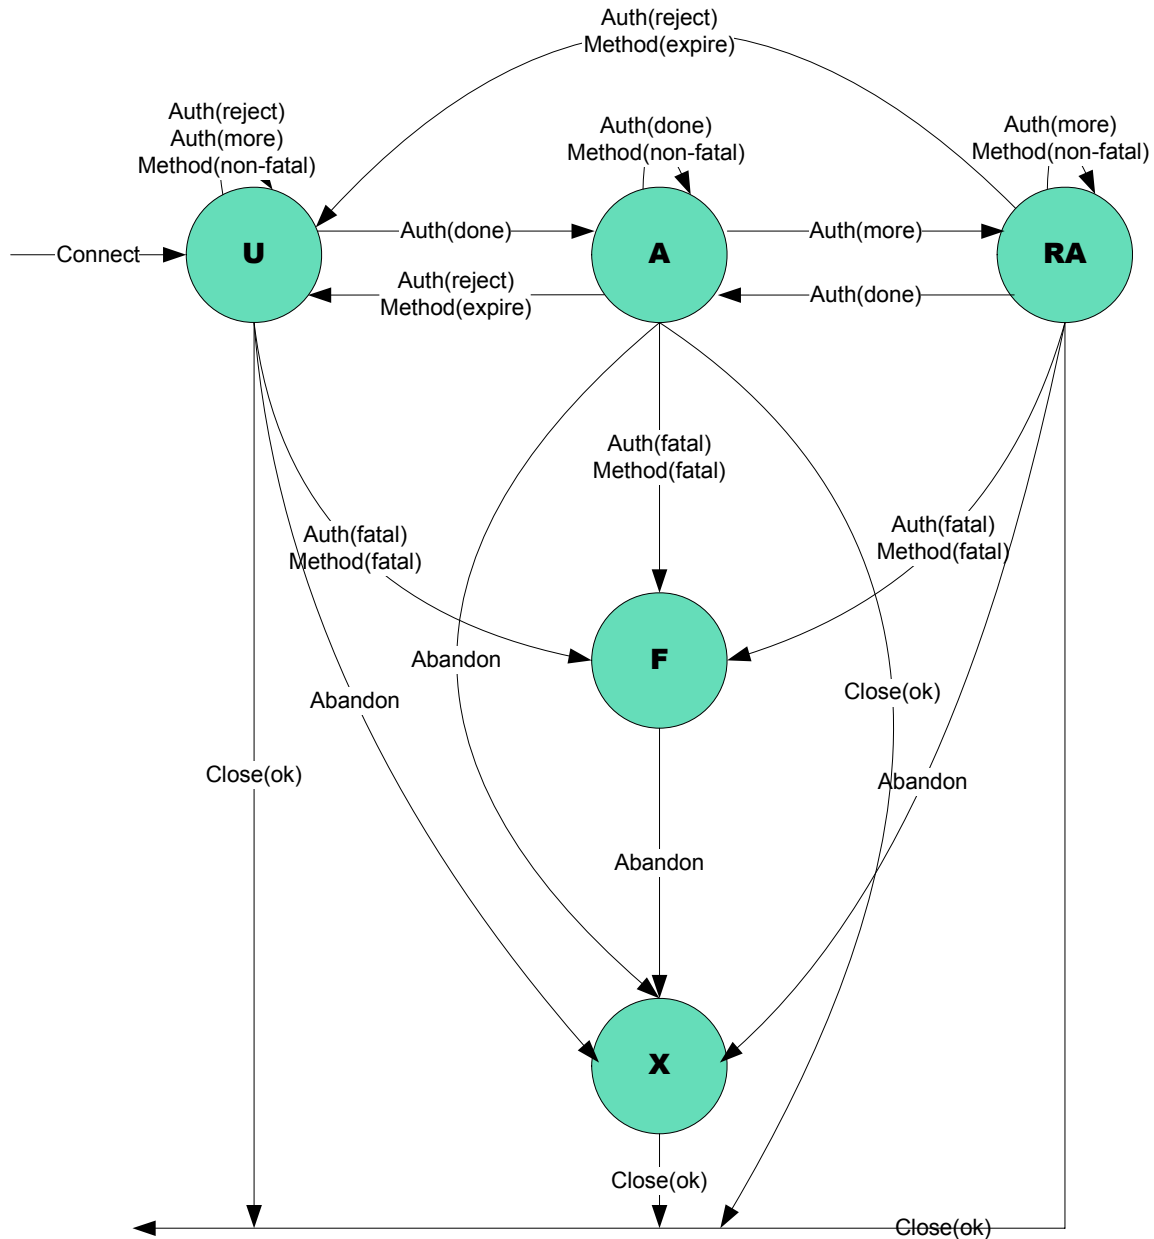 Auth(reject)
Method(expire)
Auth(reject)
Auth(more)
Method(non-fatal)
Auth(done)
Method(non-fatal)
Auth(more)
Method(non-fatal)
Connect
U
Auth(done)
A
Auth(more)
RA
Auth(reject)
Method(expire)
Auth(done)
Auth(fatal)
Method(fatal)
Auth(fatal)
Method(fatal)
Auth(fatal)
Method(fatal)
F
Abandon
Abandon
Close(ok)
Close(ok)
Abandon
Abandon
X
Close(ok)
Close(ok)